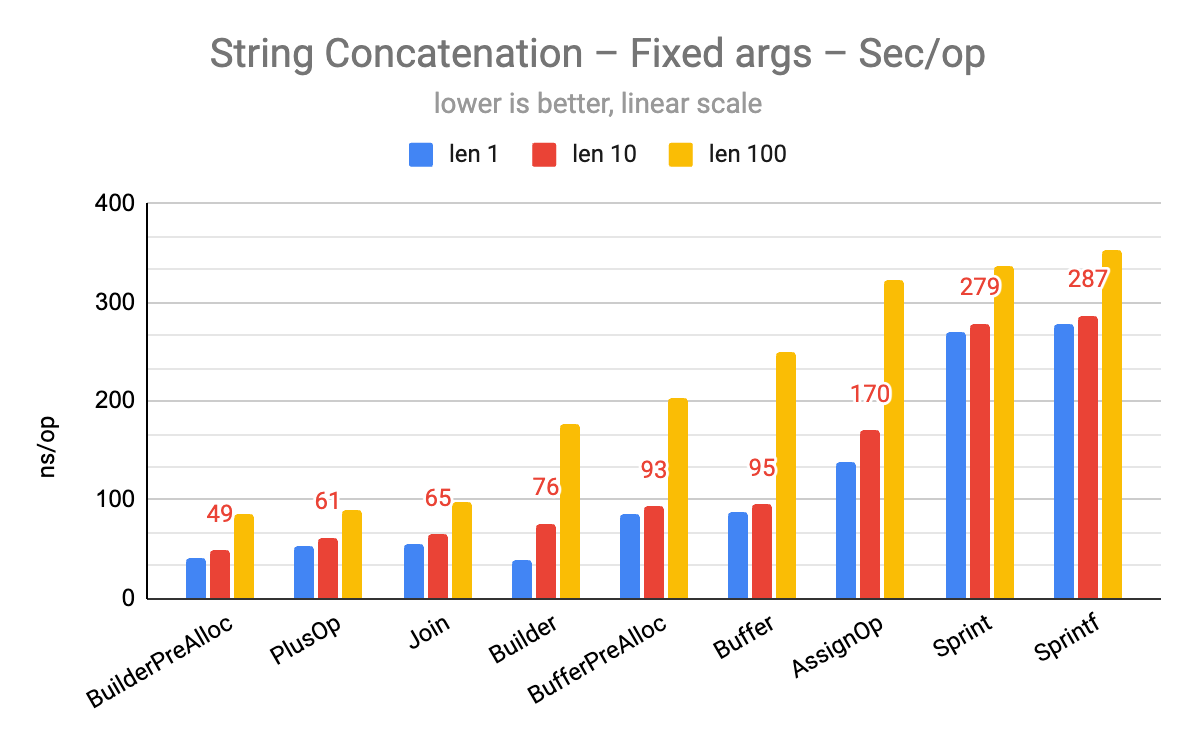 String Concatenation – Fixed args – Sec/op
lower is better, linear scale
len 1 len 10 len 100
400
300
200
100
0
ns/op
49 61 65 76 93 95 170 279 287
BuilderPreAlloc PlusOp Join Builder BufferPreAlloc Buffer AssignOp Sprint Sprintf